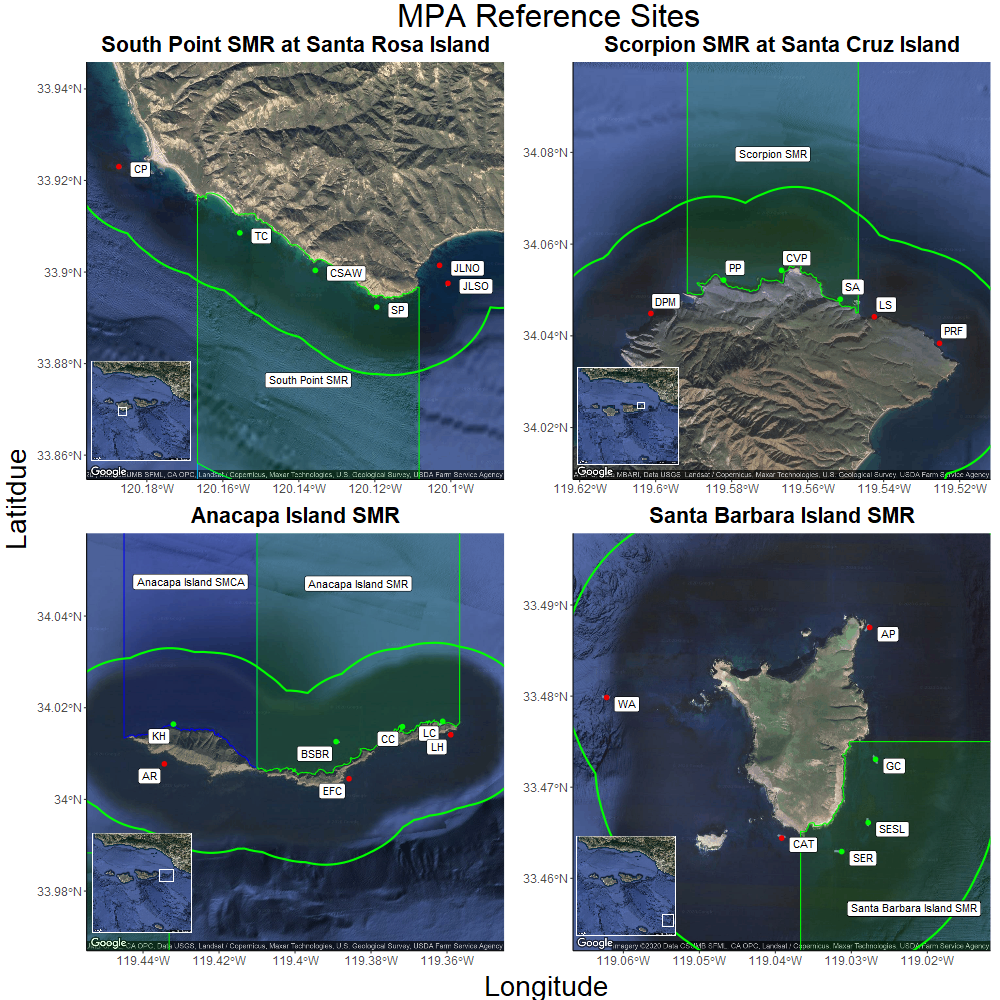 MPA Reference Sites
South Point SMR at Santa Rosa Island
Scorpion SMR at Santa Cruz Island
33.94°N
33.92°N
33.9°N
33.88°N
33.86°N
CP
TC
CSAW
SP
JLNO
JLSO
South Point SMR
Google
SUMB SFML, CA OPC, Landsat / Copernicus, Maxar Technologies, U.S. Geological Survey, USDA Farm Service Agency
120.18°W
120.16°W
120.14°W
120.12°W
120.1°W
34.08°N
34.06°N
34.04°N
34.02°N
Scorpion SMR
PP
CVP
SA
DPM
LS
PRF
Google
MBARI, Data USGS, Landsat / Copernicus, Maxar Technologies, U.S. Geological Survey, USDA Farm Service Agency
119.62°W
119.6°W
119.58°W
119.56°W
119.54°W
119.52°W
Latitdue
Anacapa Island SMR
Santa Barbara Island SMR
34.04°N
34.02°N
34°N
33.98°N
Anacapa Island SMCA
Anacapa Island SMR
KH
AR
BSBR
CC
LC
LH
EFC
Google
CA OPC, Data USGS, Landsat / Copernicus, Maxar Technologies, U.S. Geological Survey, USDA Farm Service Agency
119.44°W
119.42°W
119.4°W
119.38°W
119.36°W
33.49°N
33.48°N
33.47°N
33.46°N
AP
WA
GC
SESL
CAT
SER
Santa Barbara Island SMR
Google
Imagery ©2020 Data CSUMB SFML, CA OPC, Landsat / Copernicus, Maxar Technologies, USDA Farm Service Agency
119.06°W
119.05°W
119.04°W
119.03°W
119.02°W
Longitude